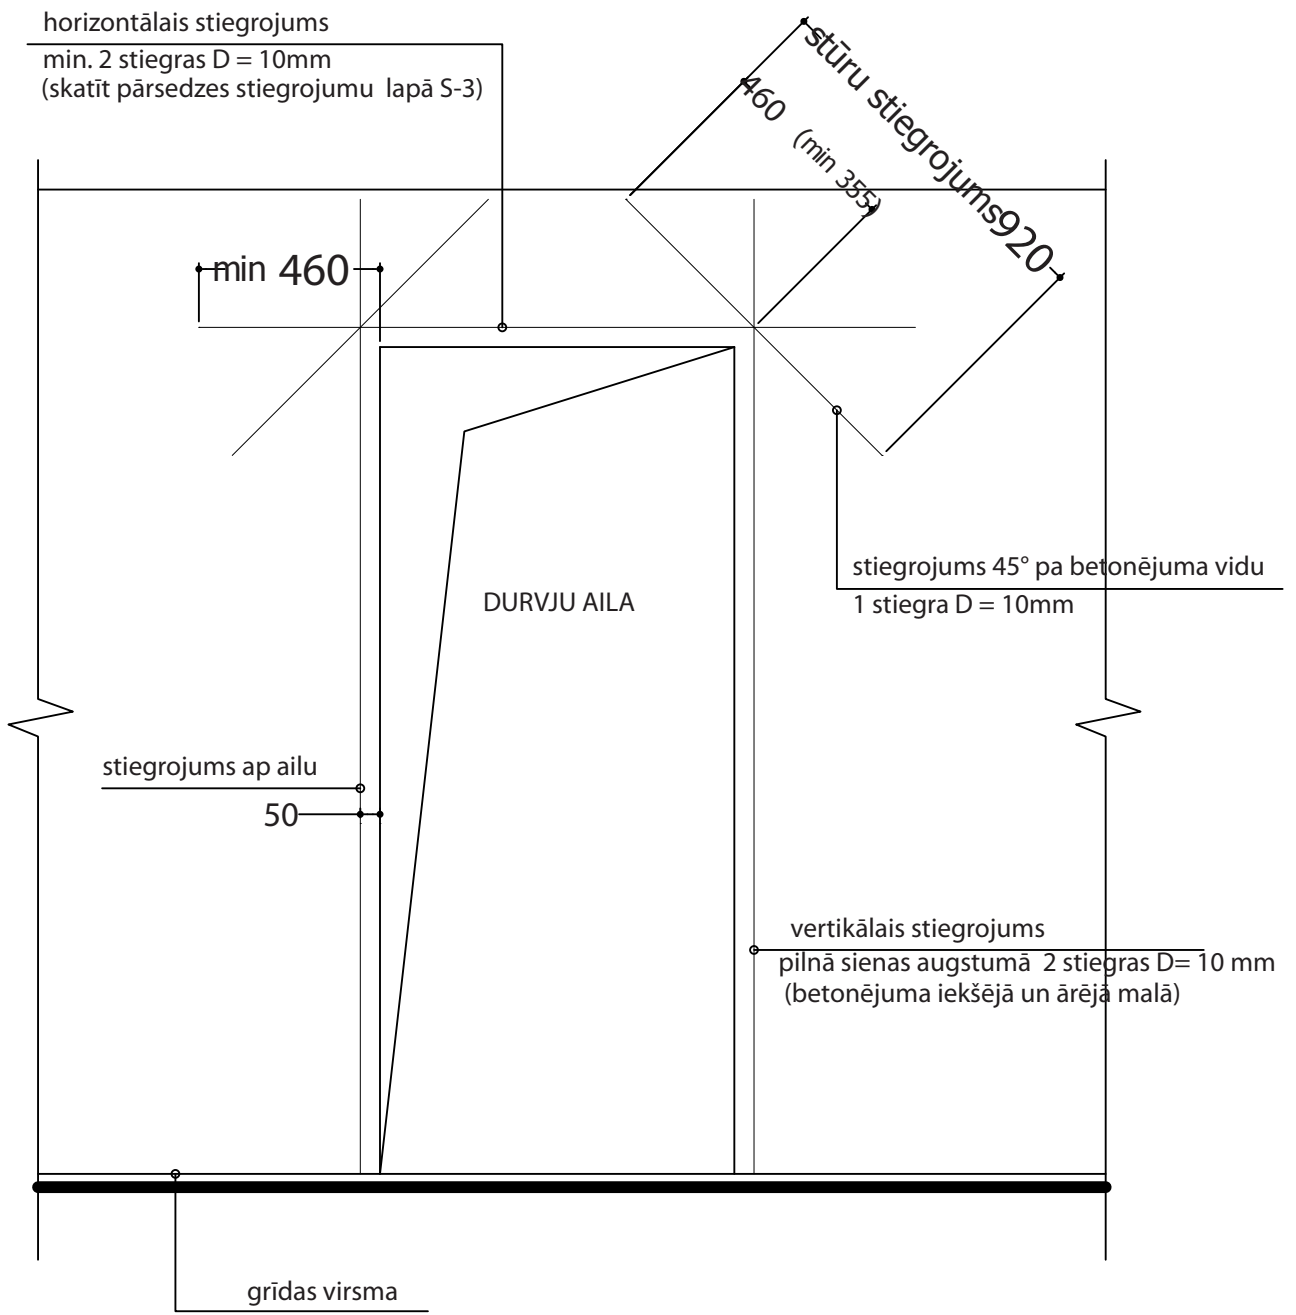 horizontālais stiegrojums
min. 2 stiegras D = 10mm
(skatīt pārsedzes stiegrojumu lapā S-3)
stūru stiegrojums920
460 (min 355)
min 460
stiegrojums 45° pa betonējuma vidu
1 stiegra D = 10mm
DURVJU AILA
stiegrojums ap ailu
50
vertikālais stiegrojums
pilnā sienas augstumā 2 stiegras D= 10 mm
(betonējuma iekšējā un ārējā malā)
grīdas virsma